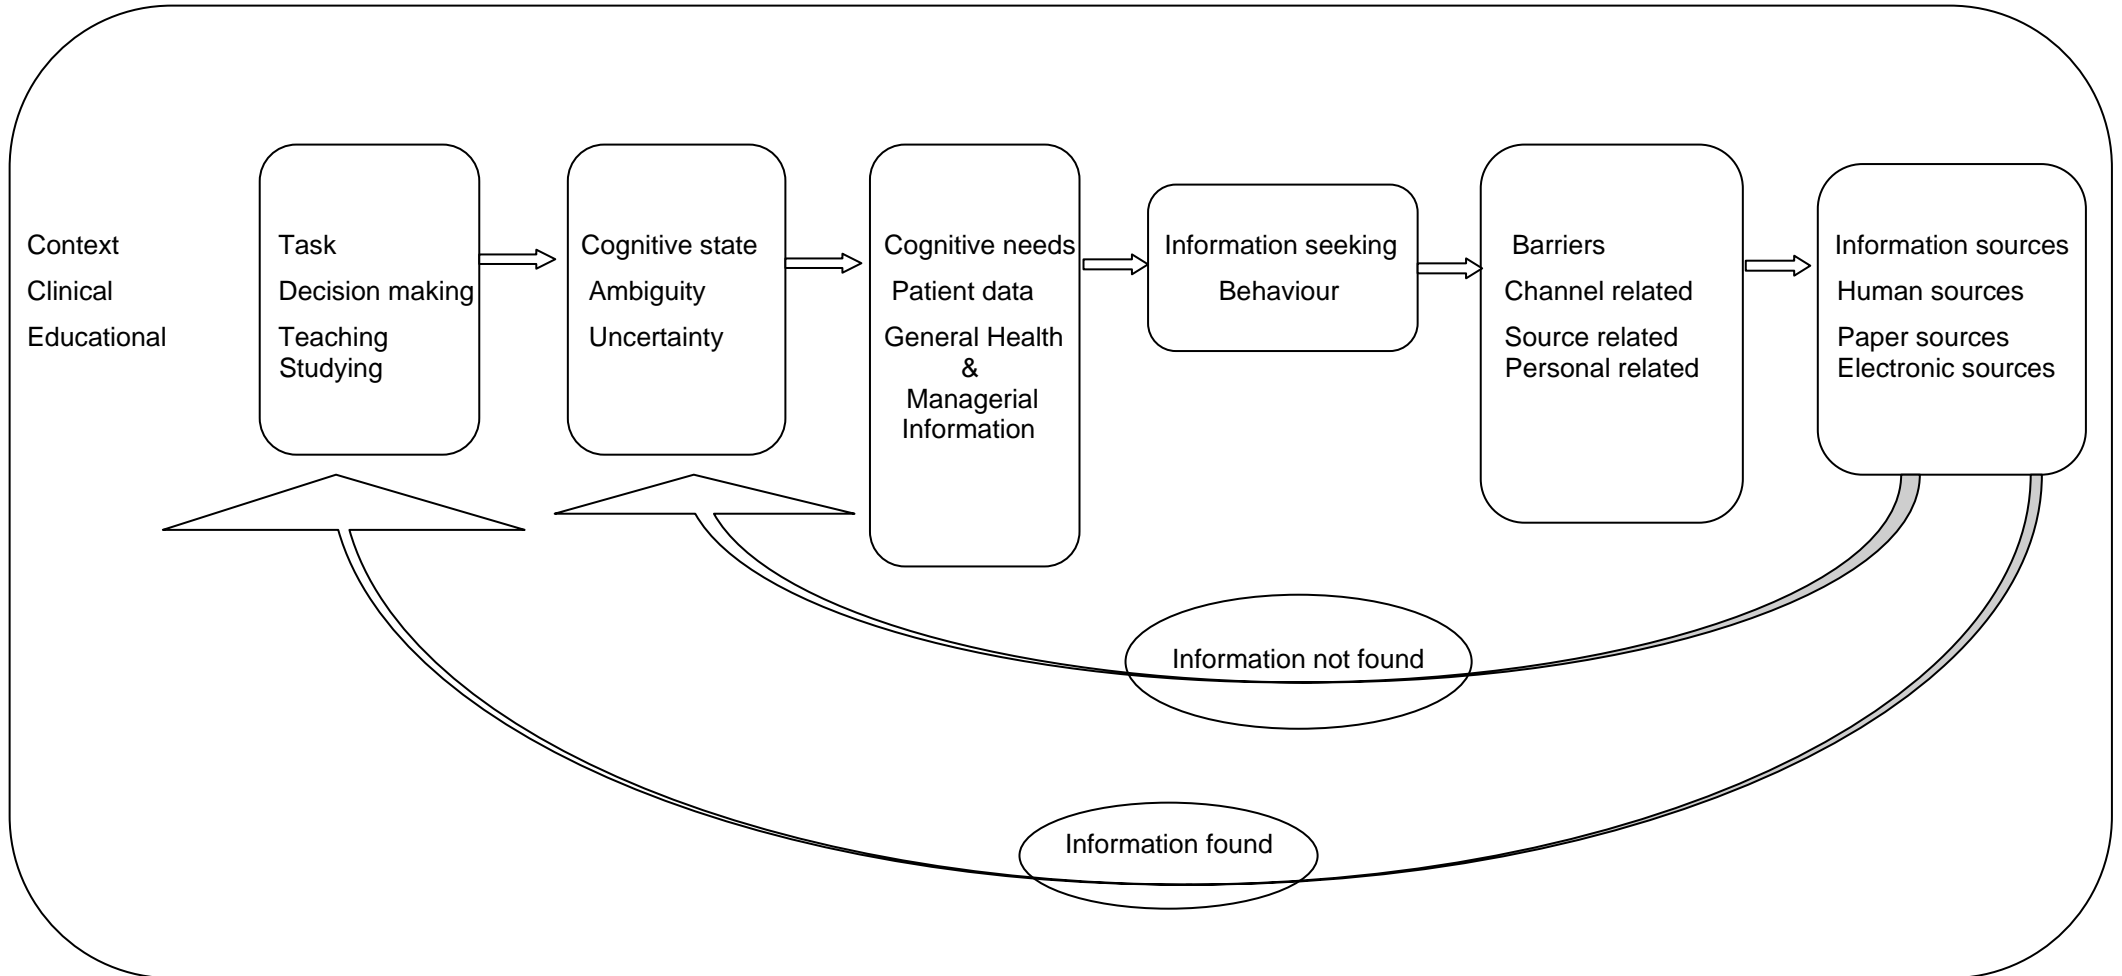 Context
Clinical
Educational
Task
Decision making
Teaching
Studying
Cognitive state
Ambiguity
Uncertainty
Cognitive needs
Patient data
General Health
&
Managerial
Information
Information seeking
Behaviour
Barriers
Channel related
Source related
Personal related
Information sources
Human sources
Paper sources
Electronic sources
Information not found
Information found